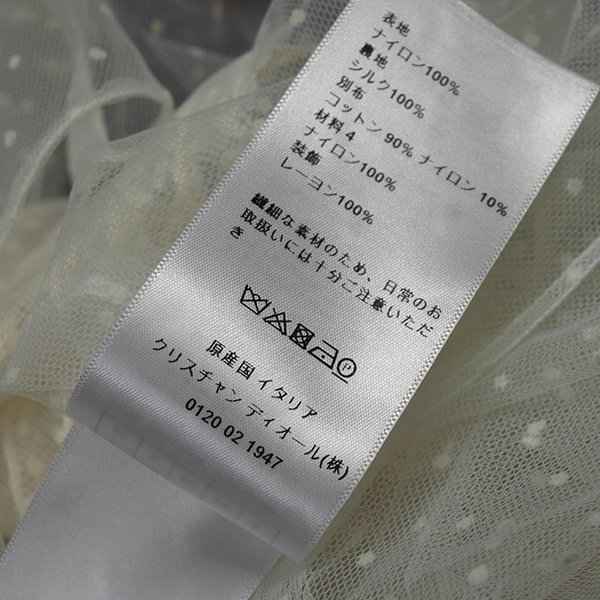 表地
ナイロン100%
裏地
シルク100%
別布
コットン 90% ナイロン 10%
材料 4
ナイロン100%
装飾
レーヨン100%
繊細な素材のため、日常のお
取扱いには十分ご注意いただ
き
P
原産国 イタリア
クリスチャン ディオール(株)
0120 02 1947